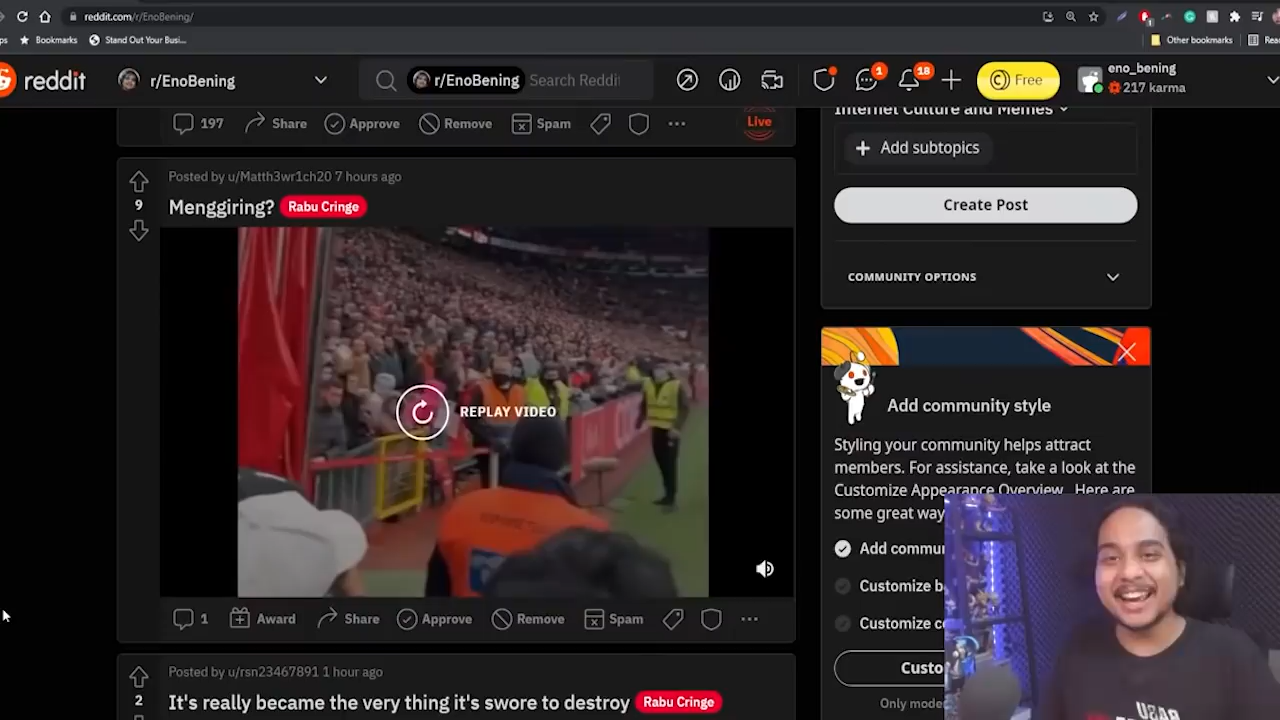 reddit.com/r/EnoBening/
Bookmarks
Stand Out Your Busi...
Other bookmarks
reddit
r/EnoBening
r/EnoBening
Search Reddit
1
18
Free
eno_bening
217 karma
197
Share
Approve
Remove
Spam
Live
Internet Culture and Memes
Add subtopics
Create Post
COMMUNITY OPTIONS
Posted by u/Matth3wr1ch20 7 hours ago
9
Menggiring?
Rabu Cringe
REPLAY VIDEO
Add community style
Styling your community helps attract
members. For assistance, take a look at the
Customize Appearance Overview. Here are
some great way
Add commu
Customize b
Customize c
Custo
Only mode
1
Award
Share
Approve
Remove
Spam
Posted by u/rsn23467891 1 hour ago
2
It's really became the very thing it's swore to destroy
Rabu Cringe